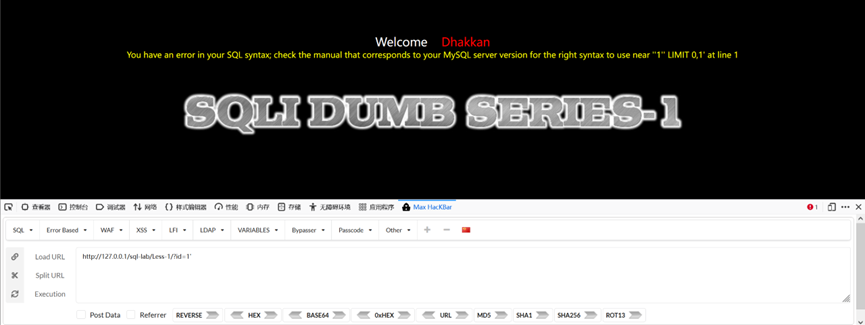 Welcome Dhakkan
You have an error in your SQL syntax; check the manual that corresponds to your MySQL server version for the right syntax to use near ''1'' LIMIT 0,1' at line 1
SQLI DUMB SERIES-1
查看器 控制台 调试器 网络 样式编辑器 性能 内存 存储 无障碍环境 应用程序 Max HacKBar 1
SQL Error Based WAF XSS LFI LDAP VARIABLES Bypasser Passcode Other
Load URL http://127.0.0.1/sql-lab/Less-1/?id=1'
Split URL
Execution
Post Data Referrer REVERSE HEX BASE64 0xHEX URL MD5 SHA1 SHA256 ROT13